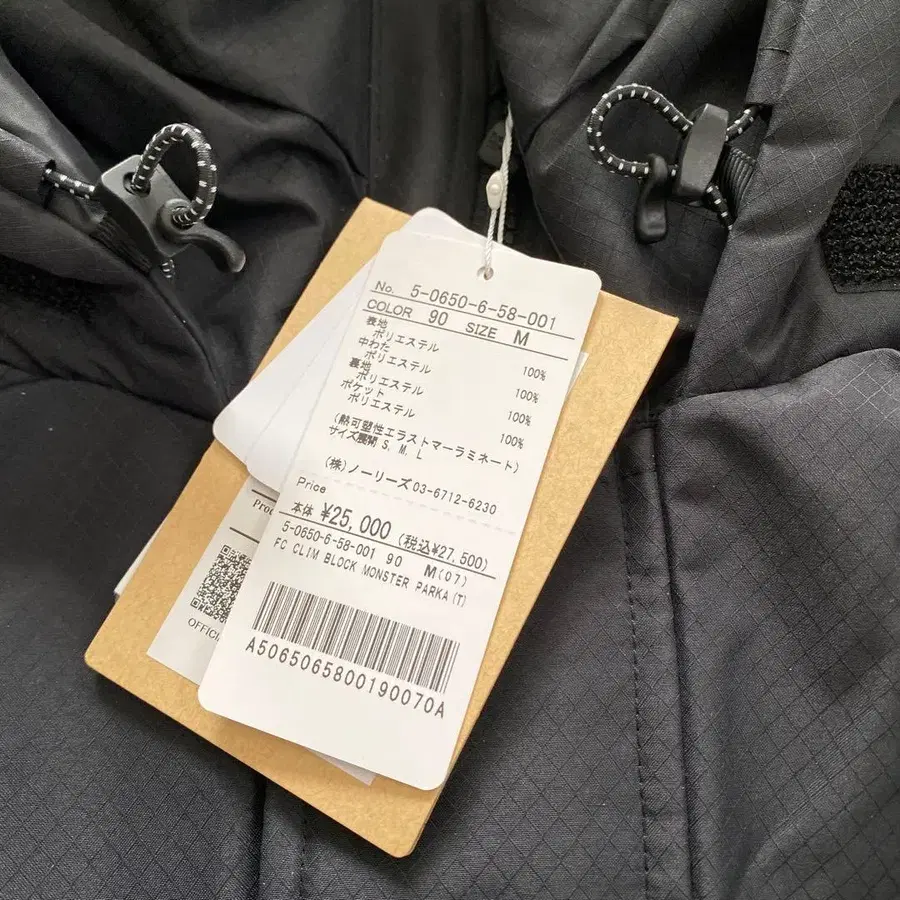 No. 5-0650-6-58-001
COLOR 90 SIZE M
表地
ポリエステル 100%
中わた
ポリエステル 100%
裏地
ポリエステル 100%
ポケット
ポリエステル 100%
(熱可塑性エラストマーラミネート)
サイズ展開 S, M, L
(株)ノーリーズ 03-6712-6230
Price
本体 ¥25,000 (税込¥27,500)
5-0650-6-58-001 90 M(07)
FC CLIM BLOCK MONSTER PARKA(T)
A5065065800190070A